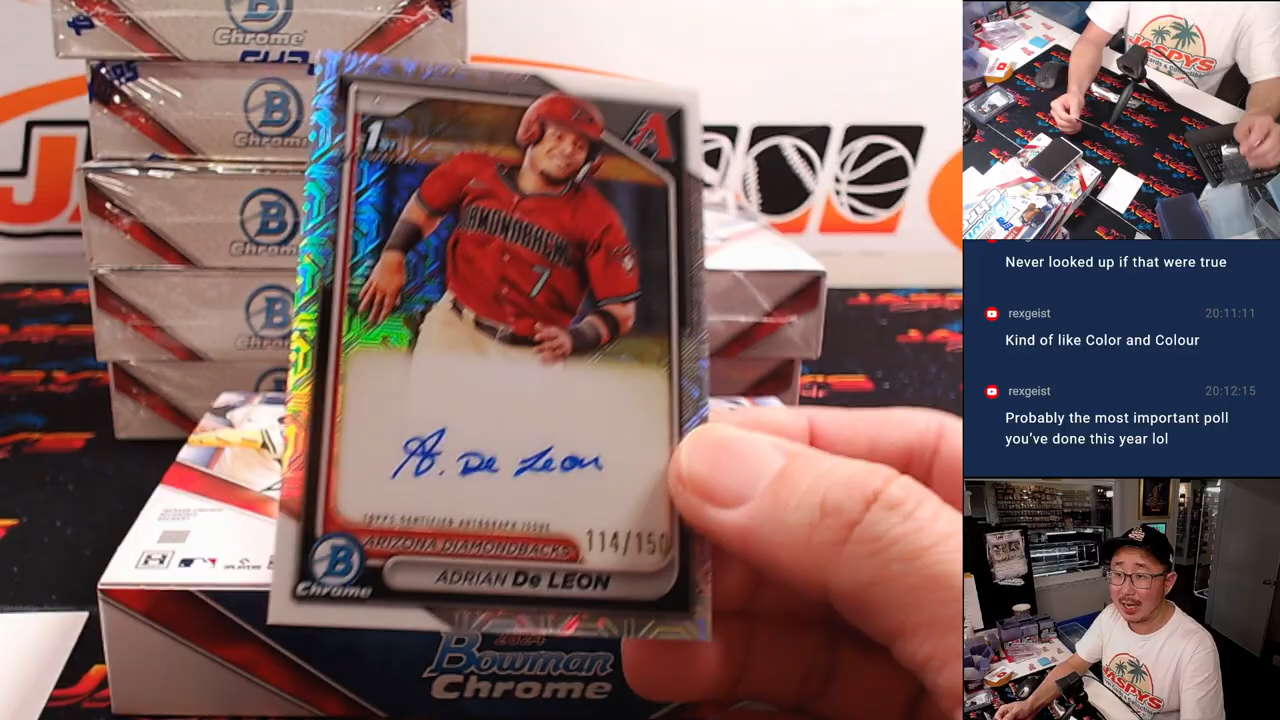 Chrome
B
B
Chrome
B
Chrome
B
Chrome
1st
A
DIAMONDBACKS
7
A. De Leon
TOPPS CERTIFIED AUTOGRAPH ISSUE
ARIZONA DIAMONDBACKS
114/150
B
Chrome
ADRIAN De LEON
2024
Bowman
Chrome
JASPYS
Never looked up if that were true
rexgeist 20:11:11
Kind of like Color and Colour
rexgeist 20:12:15
Probably the most important poll
you've done this year lol
JASPYS